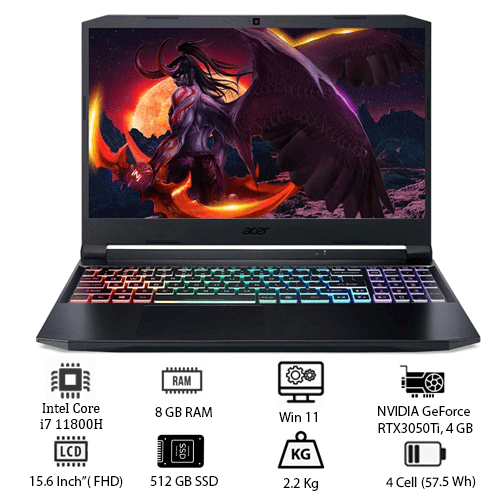 acer
RAM
Intel Core
i7 11800H
8 GB RAM
Win 11
NVIDIA GeForce
RTX3050Ti, 4 GB
LCD
SSD
KG
15.6 Inch”( FHD)
512 GB SSD
2.2 Kg
4 Cell (57.5 Wh)